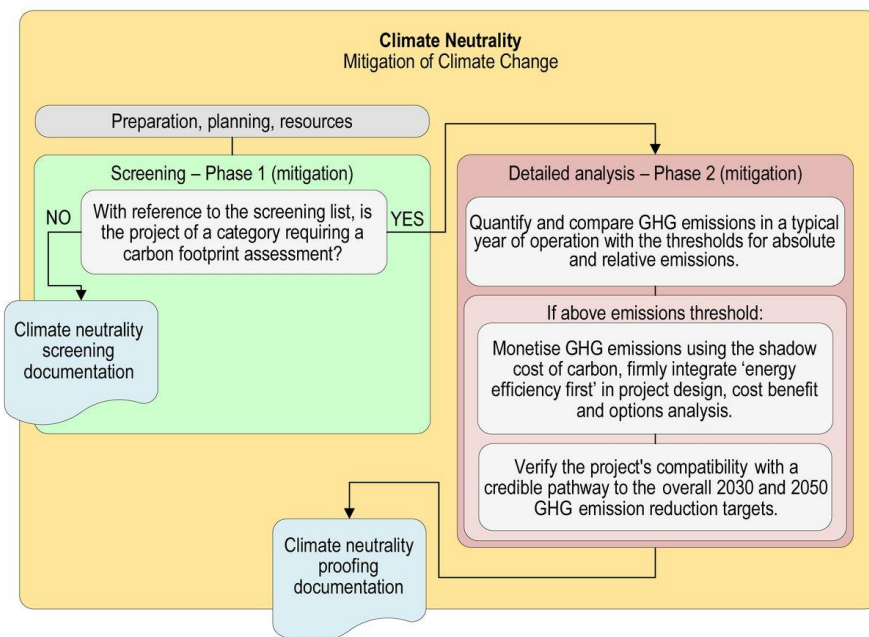 Climate Neutrality
Mitigation of Climate Change
Preparation, planning, resources
Screening – Phase 1 (mitigation)
NO
With reference to the screening list, is
the project of a category requiring a
carbon footprint assessment?
YES
Climate neutrality
screening
documentation
Detailed analysis – Phase 2 (mitigation)
Quantify and compare GHG emissions in a typical
year of operation with the thresholds for absolute
and relative emissions.
If above emissions threshold:
Monetise GHG emissions using the shadow
cost of carbon, firmly integrate ‘energy
efficiency first’ in project design, cost benefit
and options analysis.
Verify the project's compatibility with a
credible pathway to the overall 2030 and 2050
GHG emission reduction targets.
Climate neutrality
proofing
documentation